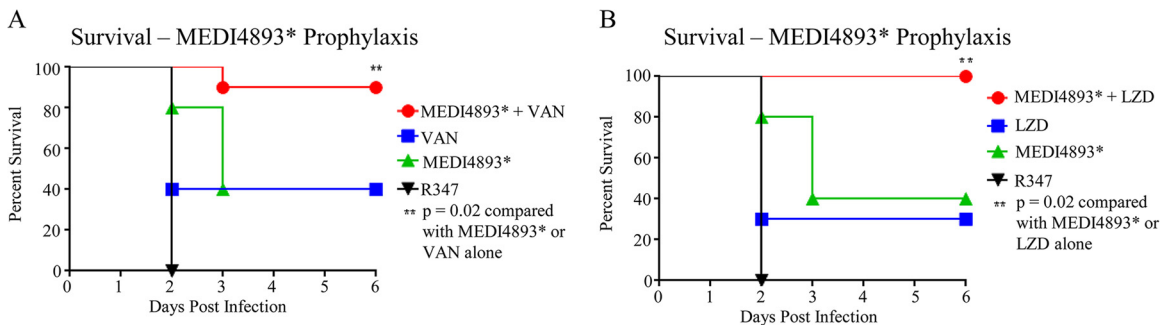 A
Survival – MEDI4893* Prophylaxis
**
100
80
60
40
20
0
Percent Survival
0 1 2 3 4 5 6
Days Post Infection
MEDI4893* + VAN
VAN
MEDI4893*
R347
** p = 0.02 compared
with MEDI4893* or
VAN alone
B
Survival – MEDI4893* Prophylaxis
**
100
80
60
40
20
0
Percent Survival
0 1 2 3 4 5 6
Days Post Infection
MEDI4893* + LZD
LZD
MEDI4893*
R347
** p = 0.02 compared
with MEDI4893* or
LZD alone